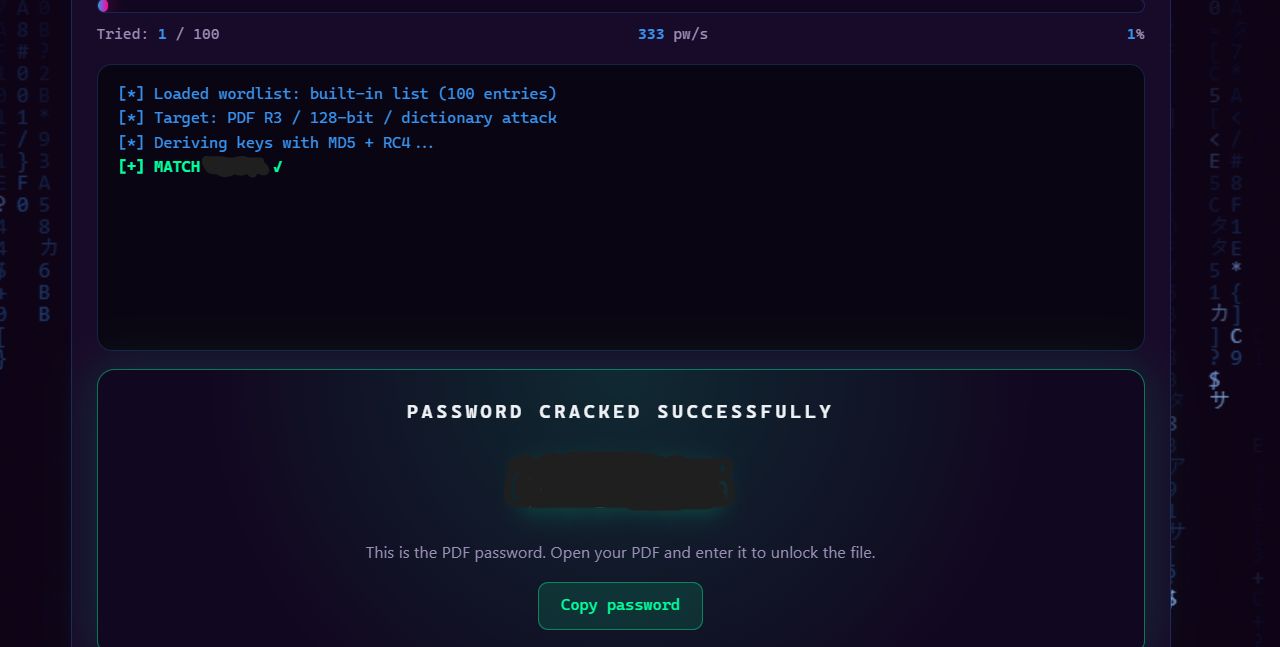 Tried: 1 / 100
333 pw/s
1%
[*] Loaded wordlist: built-in list (100 entries)
[*] Target: PDF R3 / 128-bit / dictionary attack
[*] Deriving keys with MD5 + RC4...
[+] MATCH ✓
PASSWORD CRACKED SUCCESSFULLY
This is the PDF password. Open your PDF and enter it to unlock the file.
Copy password